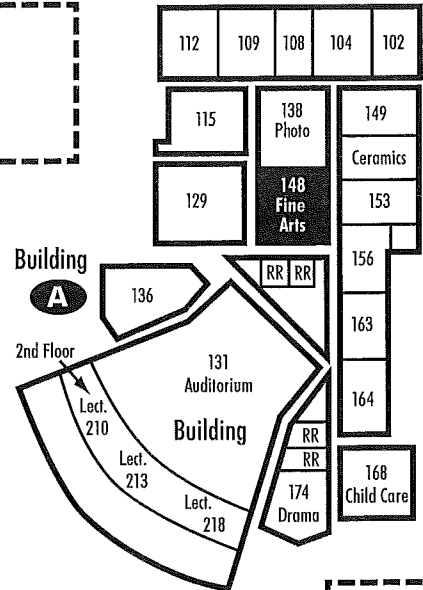 112
109
108
104
102
115
138
Photo
149
Ceramics
129
148
Fine
Arts
153
156
Building
A
136
RR
RR
163
2nd Floor
131
Auditorium
164
Lect.
210
Building
Lect.
213
Lect.
218
RR
RR
174
Drama
168
Child Care